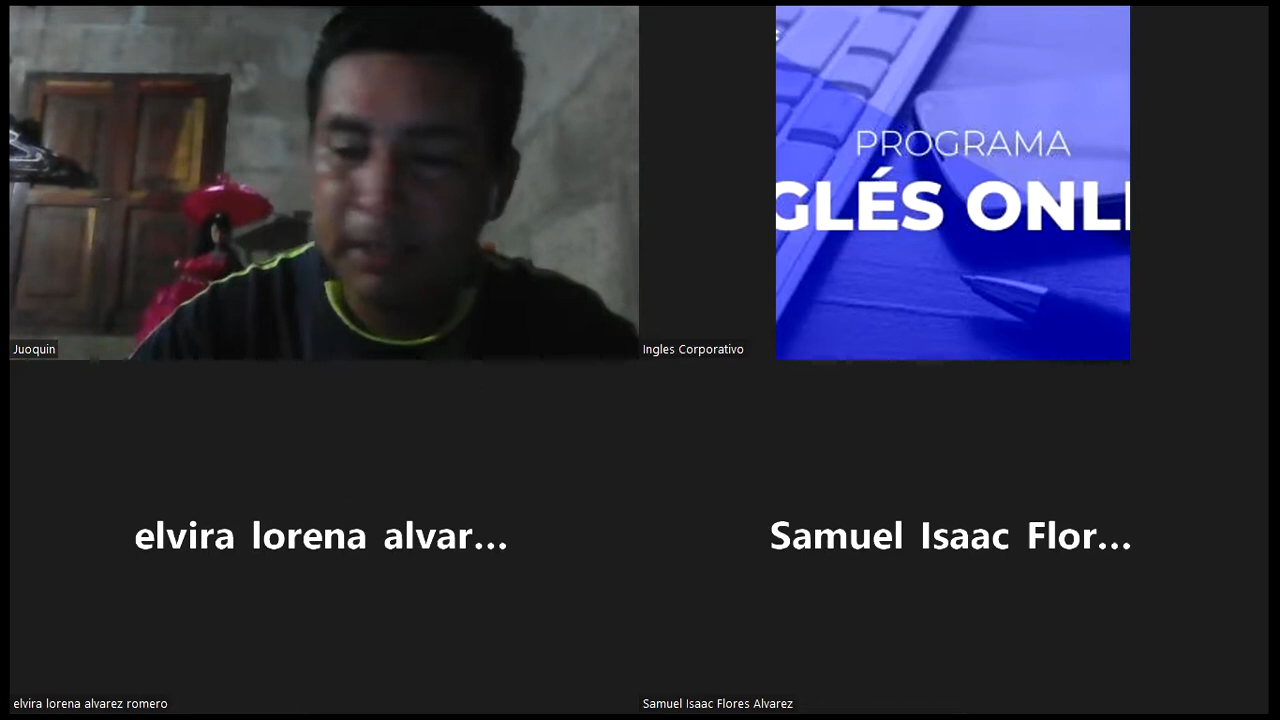 Juoquin
PROGRAMA
GLÉS ONLI
Ingles Corporativo
elvira lorena alvar...
Samuel Isaac Flor...
elvira lorena alvarez romero
Samuel Isaac Flores Alvarez